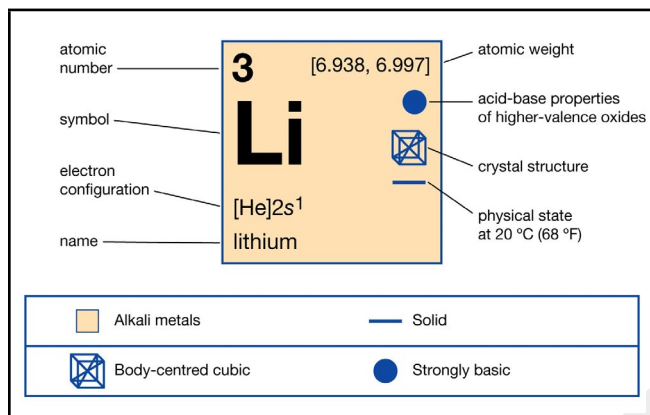 atomic
number
3
[6.938, 6.997]
atomic weight
symbol
Li
acid-base properties
of higher-valence oxides
crystal structure
electron
configuration
[He]2s¹
physical state
at 20 ºC (68 ºF)
name
lithium
Alkali metals
Solid
Body-centred cubic
Strongly basic